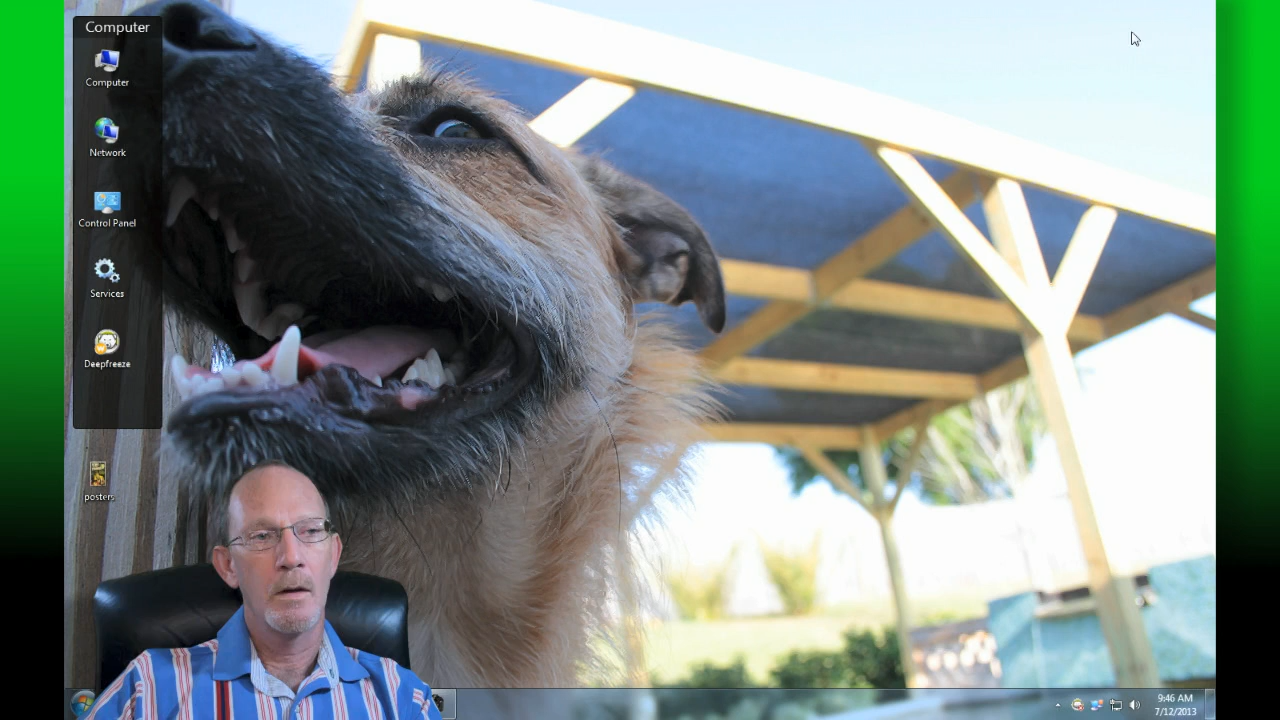 Computer
Computer
Network
Control Panel
Services
Deepfreeze
posters
9:46 AM
7/12/2013